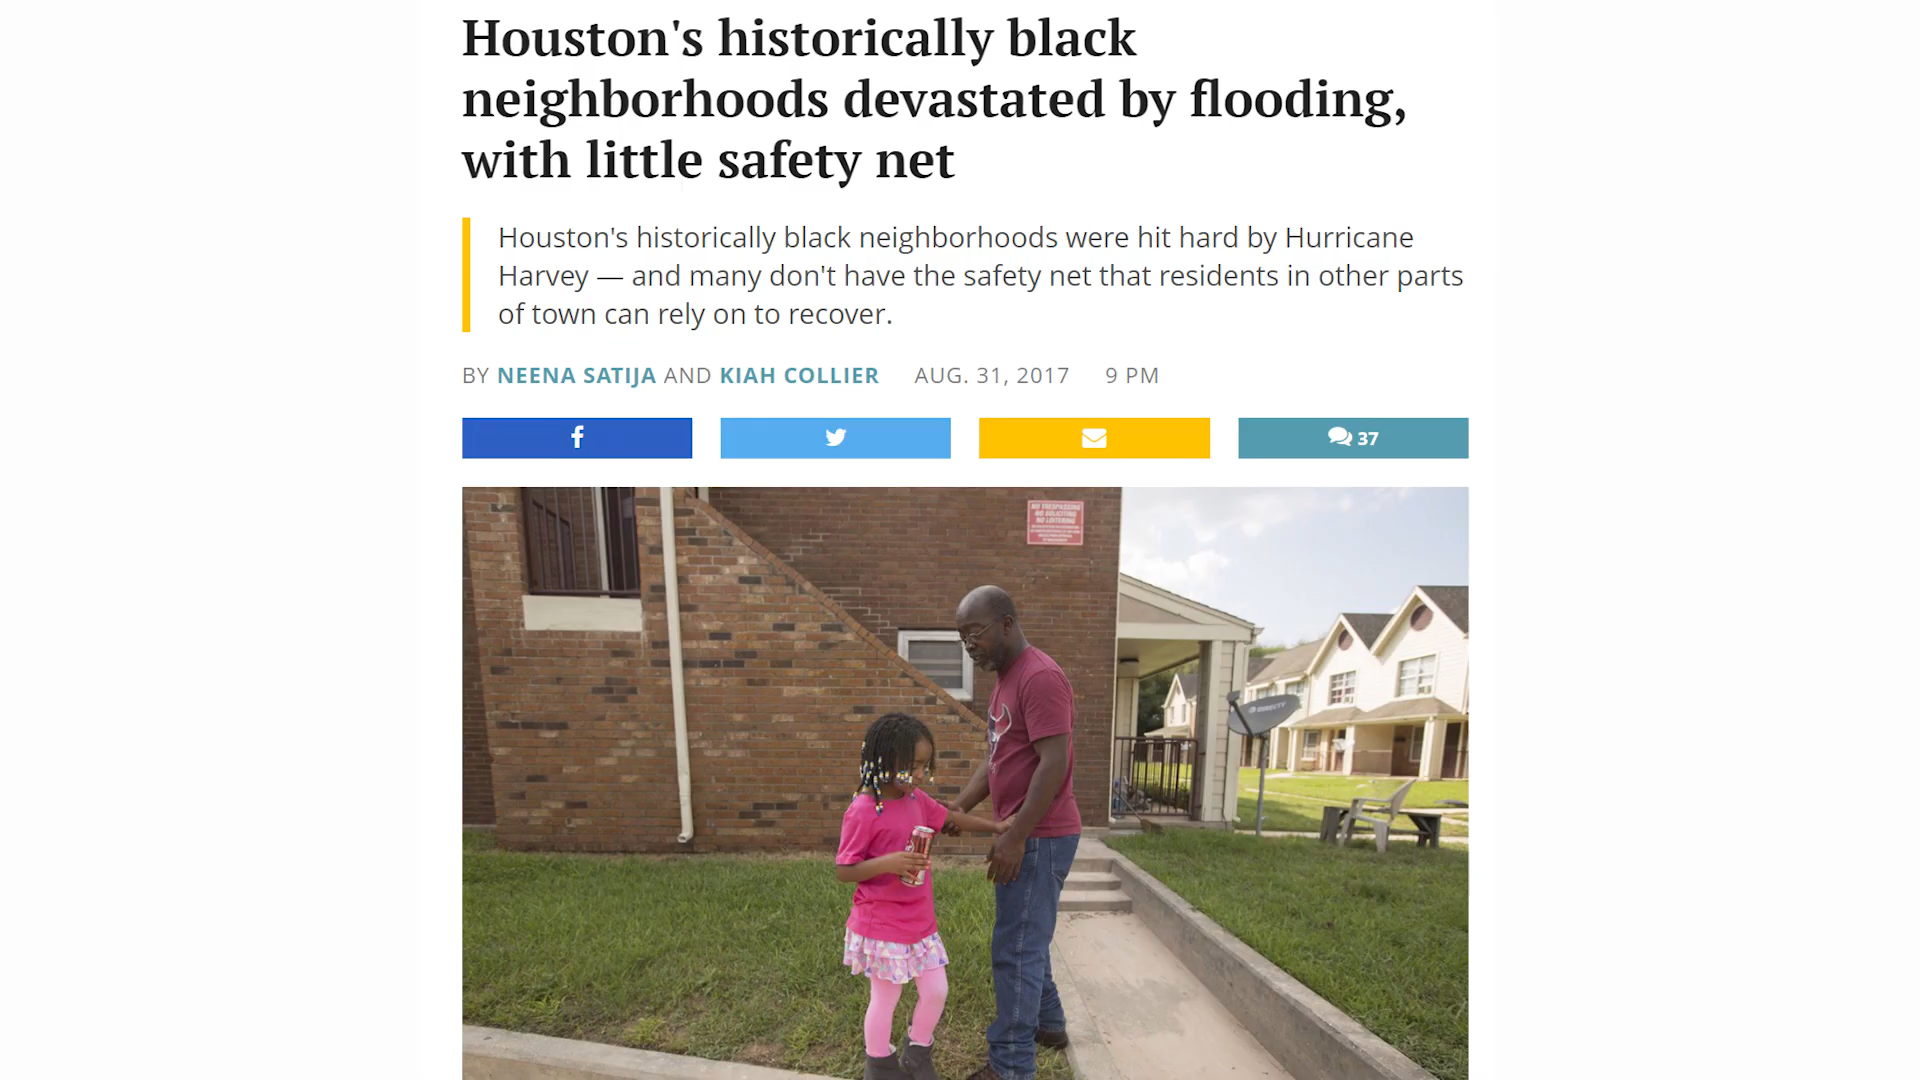 Houston's historically black
neighborhoods devastated by flooding,
with little safety net
Houston's historically black neighborhoods were hit hard by Hurricane
Harvey — and many don't have the safety net that residents in other parts
of town can rely on to recover.
BY NEENA SATIJA AND KIAH COLLIER AUG. 31, 2017 9 PM
37
NO TRESPASSING
NO SOLICITING
NO LOITERING
DIRECTV